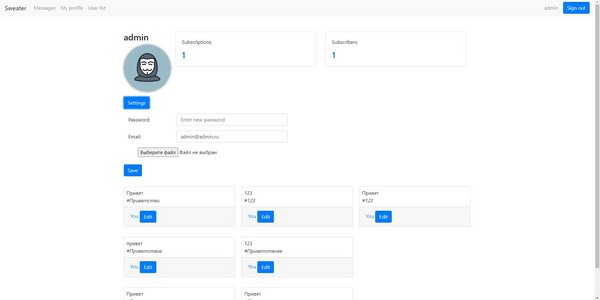 Sweater Messages My profile User list admin Sign out
admin
Subscriptions
1
Subscribers
1
Settings
Password: Enter new password
Email: admin@admin.ru
Выберите файл Файл не выбран
Save
Привет
#Приветстви
You Edit
123
#123
You Edit
Привет
#123
You Edit
привет
#Приветствие
You Edit
123
#Приветствиее
You Edit
Привет
Привет